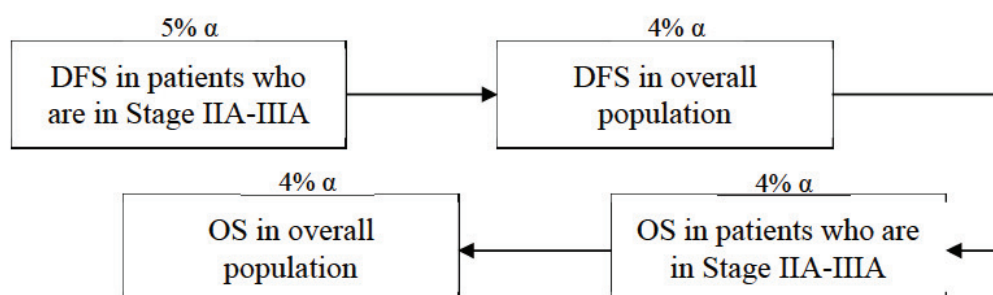 5% α
DFS in patients who
are in Stage IIA-IIIA
4% α
DFS in overall
population
4% α
OS in patients who are
in Stage IIA-IIIA
4% α
OS in overall
population